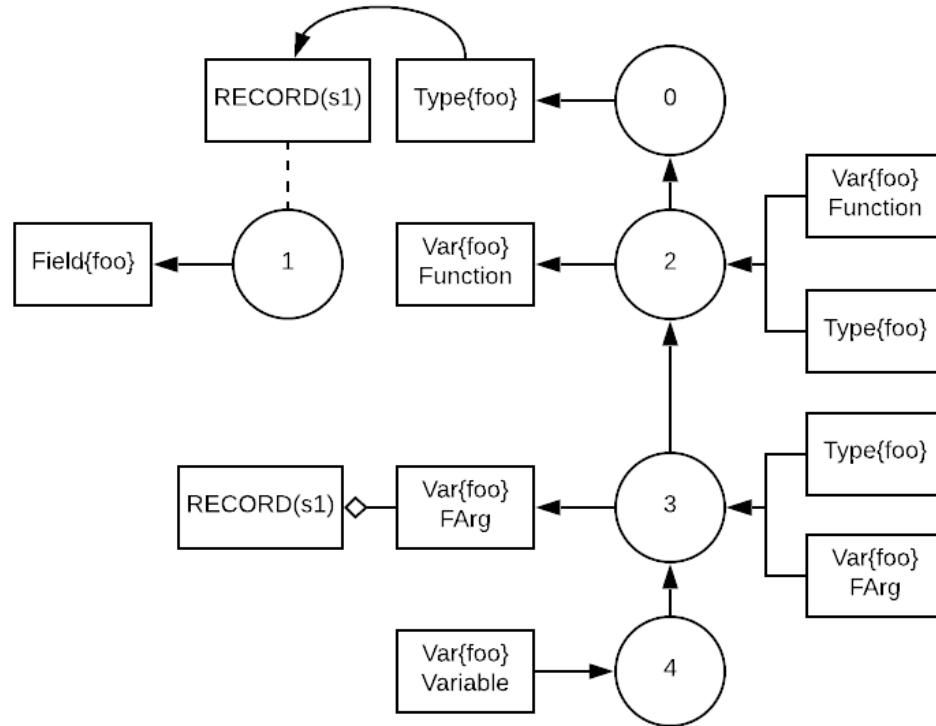 RECORD(s1)
Type{foo}
0
Var{foo}
Function
Field{foo}
1
Var{foo}
Function
2
Type{foo}
Type{foo}
RECORD(s1)
Var{foo}
FArg
3
Var{foo}
FArg
Var{foo}
Variable
4